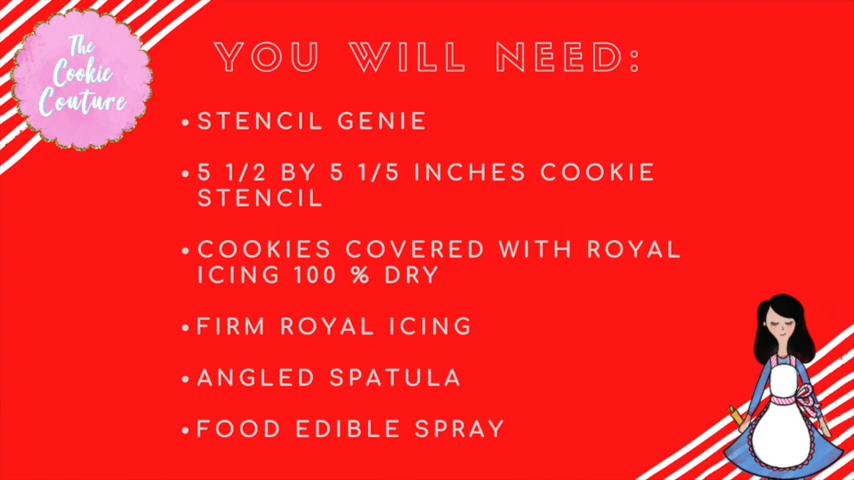 The
Cookie
Couture
YOU WILL NEED:
•STENCIL GENIE
•5 1/2 BY 5 1/5 INCHES COOKIE
STENCIL
•COOKIES COVERED WITH ROYAL
ICING 100 % DRY
•FIRM ROYAL ICING
•ANGLED SPATULA
•FOOD EDIBLE SPRAY